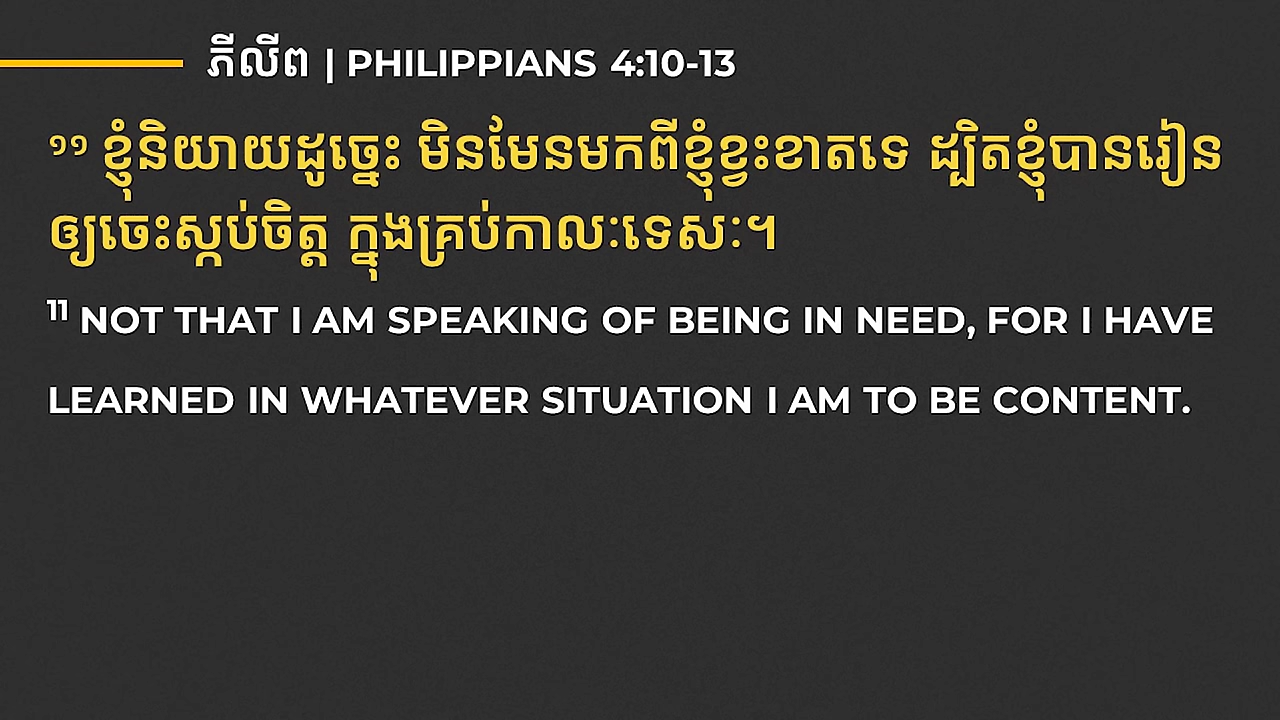 ភីលីព | PHILIPPIANS 4:10-13
១១ ខ្ញុំនិយាយដូច្នេះ មិនមែនមកពីខ្ញុំខ្វះខាតទេ ដ្បិតខ្ញុំបានរៀន
ឲ្យចេះស្កប់ចិត្ត ក្នុងគ្រប់កាលៈទេសៈ។
11 NOT THAT I AM SPEAKING OF BEING IN NEED, FOR I HAVE
LEARNED IN WHATEVER SITUATION I AM TO BE CONTENT.